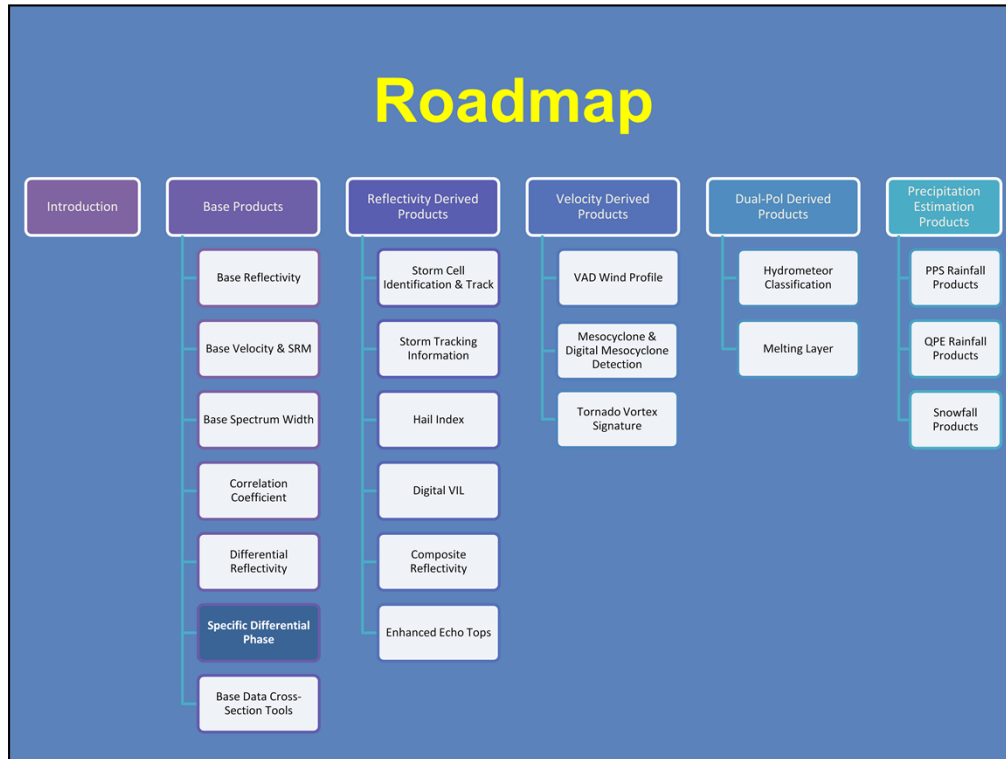 Roadmap
Introduction
Base Products
Base Reflectivity
Base Velocity & SRM
Base Spectrum Width
Correlation
Coefficient
Differential
Reflectivity
Specific Differential
Phase
Base Data Cross-
Section Tools
Reflectivity Derived
Products
Storm Cell
Identification & Track
Storm Tracking
Information
Hail Index
Digital VIL
Composite
Reflectivity
Enhanced Echo Tops
Velocity Derived
Products
VAD Wind Profile
Mesocyclone &
Digital Mesocyclone
Detection
Tornado Vortex
Signature
Dual-Pol Derived
Products
Hydrometeor
Classification
Melting Layer
Precipitation
Estimation
Products
PPS Rainfall
Products
QPE Rainfall
Products
Snowfall
Products